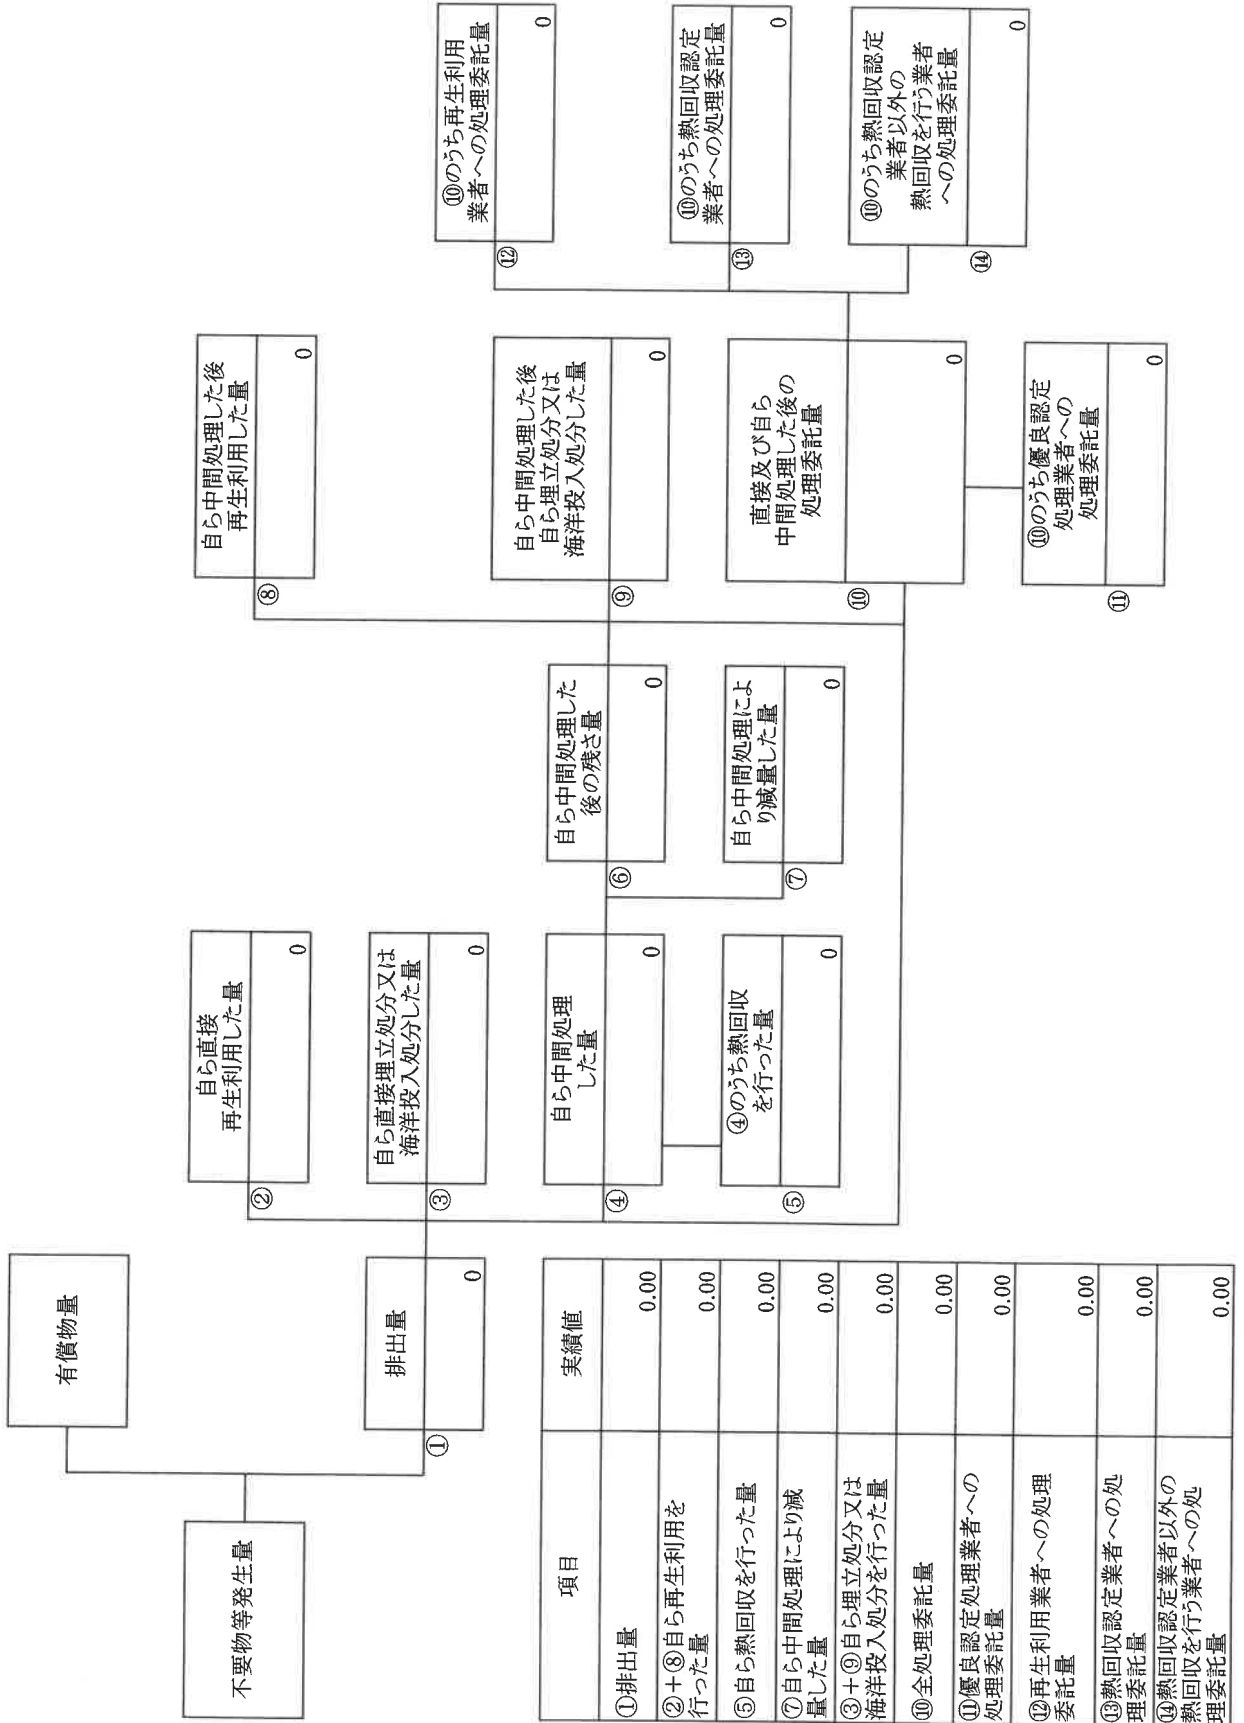 不要物等発生量
有償物量
①
排出量
0
②
自ら直接
再生利用した量
0
③
自ら直接埋立処分又は
海洋投入処分した量
0
④
自ら中間処理
した量
0
⑤
④のうち熱回収
を行った量
0
⑥
自ら中間処理した
後の残さ量
0
⑦
自ら中間処理によ
り減量した量
0
⑧
自ら中間処理した後
再生利用した量
0
⑨
自ら中間処理した後
自ら埋立処分又は
海洋投入処分した量
0
⑩
直接及び自ら
中間処理した後の
処理委託量
0
⑪
⑩のうち優良認定
処理業者への
処理委託量
0
⑫
⑩のうち再生利用
業者への処理委託量
0
⑬
⑩のうち熱回収認定
業者への処理委託量
0
⑭
⑩のうち熱回収認定
業者以外の
熱回収を行う業者
への処理委託量
0
項目 実績値
①排出量 0.00
②+⑧自ら再生利用を
行った量 0.00
⑤自ら熱回収を行った量 0.00
⑦自ら中間処理により減
量した量 0.00
③+⑨自ら埋立処分又は
海洋投入処分を行った量 0.00
⑩全処理委託量 0.00
⑪優良認定処理業者への
処理委託量 0.00
⑫再生利用業者への処理
委託量 0.00
⑬熱回収認定業者への処
理委託量 0.00
⑭熱回収認定業者以外の
熱回収を行う業者への処
理委託量 0.00